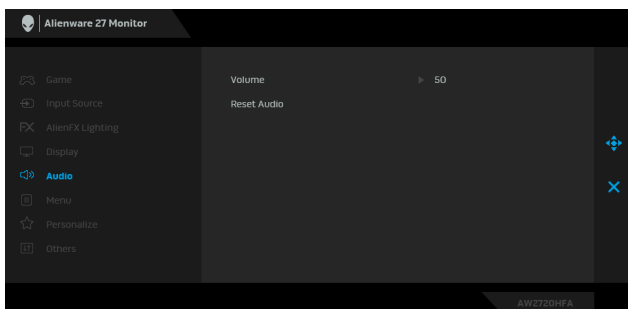 Alienware 27 Monitor
Game
Input Source
AlienFX Lighting
Display
Audio
Menu
Personalize
Others
Volume 50
Reset Audio
AW2720HFA